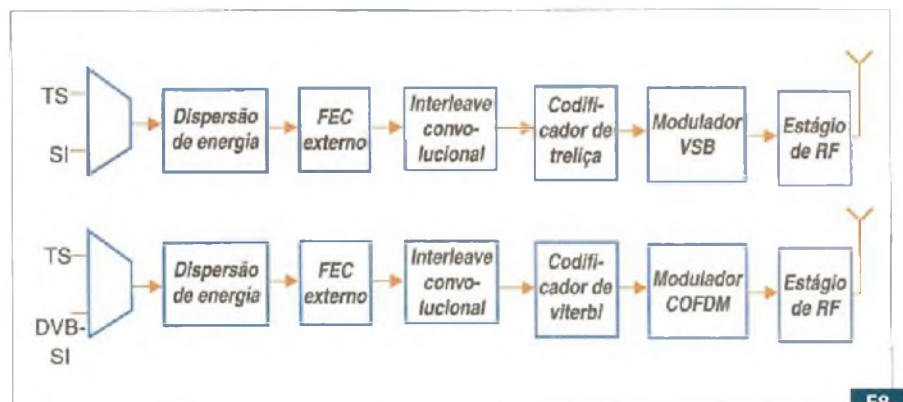 TS
SI
Dispersão
de energia
FEC
externo
Interleave
convo-
lucional
Codifi-
cador de
treliça
Modulador
VSB
Estágio
de RF
TS
DVB-
SI
Dispersão
de energia
FEC
externo
Interleave
convo-
lucional
Codifi-
cador de
viterbi
Modulador
COFDM
Estágio
de RF